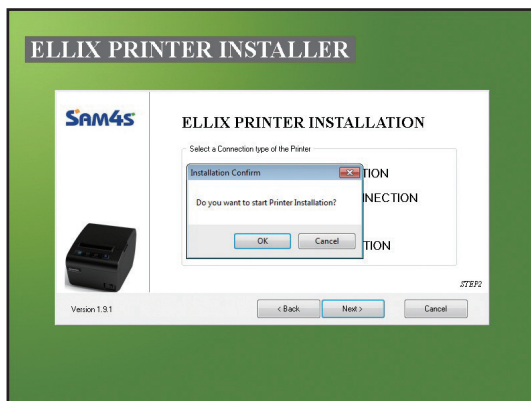 ELLIX PRINTER INSTALLER
SAM4S
ELLIX PRINTER INSTALLATION
Select a Connection type of the Printer
Installation Confirm
TION
NNECTION
Do you want to start Printer Installation?
OK Cancel
TION
STEP2
Version 1.9.1
< Back Next > Cancel